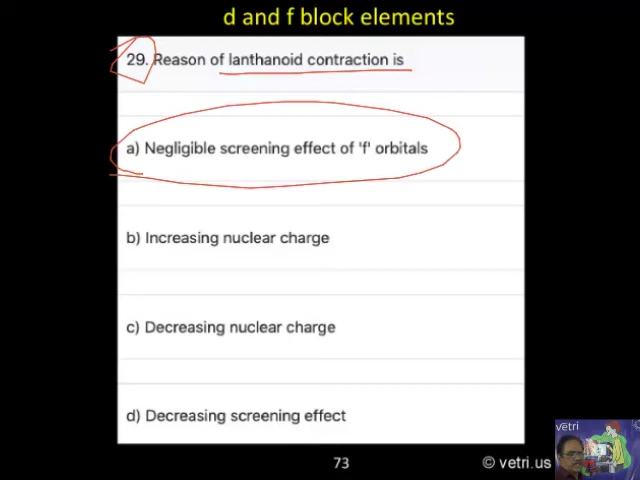 d and f block elements
29. Reason of lanthanoid contraction is
a) Negligible screening effect of 'f' orbitals
b) Increasing nuclear charge
c) Decreasing nuclear charge
d) Decreasing screening effect
73
© vetri.us
vetri